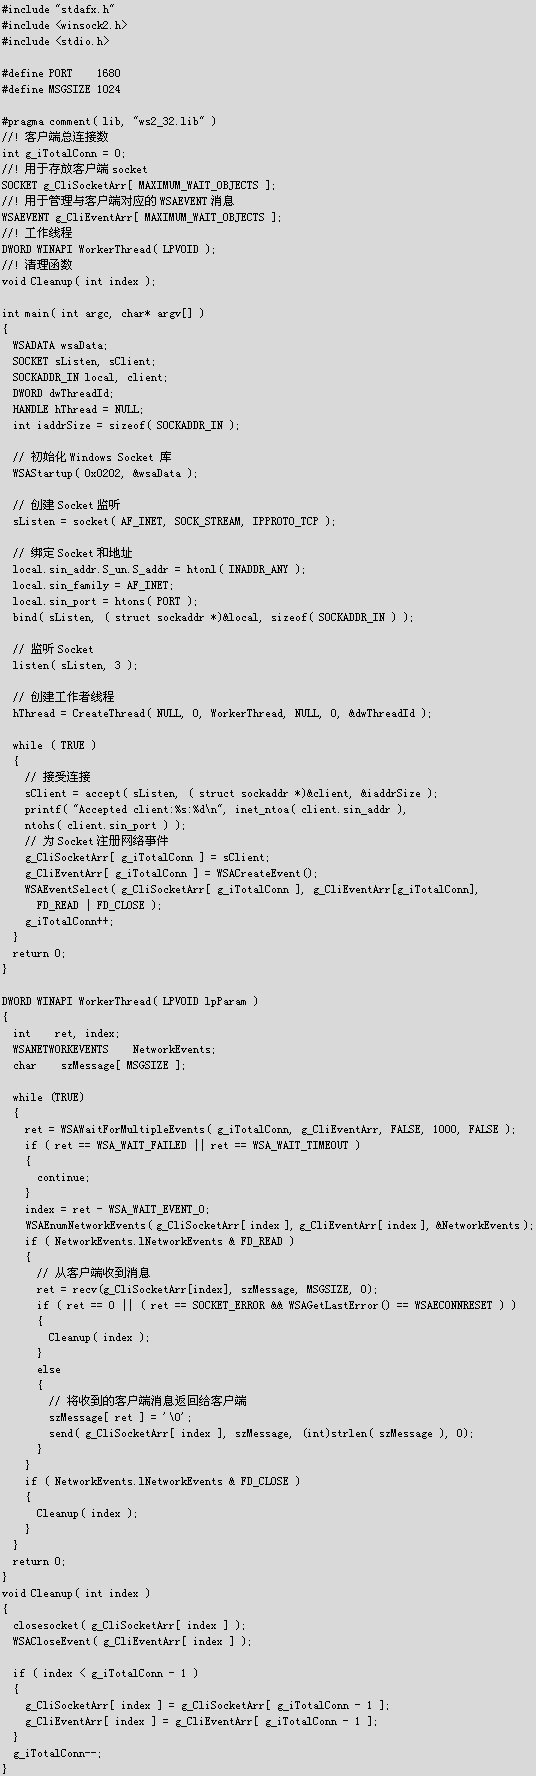 #include "stdafx.h"
#include <winsock2.h>
#include <stdio.h>
#define PORT    1680
#define MSGSIZE 1024
#pragma comment( lib, "ws2_32.lib" )
//! 客户端总连接数
int g_iTotalConn = 0;
//! 用于存放客户端 socket
SOCKET g_CliSocketArr[ MAXIMUM_WAIT_OBJECTS ];
//! 用于管理与客户端对应的 WSAEVENT 消息
WSAEVENT g_CliEventArr[ MAXIMUM_WAIT_OBJECTS ];
//! 工作线程
DWORD WINAPI WorkerThread( LPVOID );
//! 清理函数
void Cleanup( int index );
int main( int argc, char* argv[] )
{
  WSADATA wsaData;
  SOCKET sListen, sClient;
  SOCKADDR_IN local, client;
  DWORD dwThreadId;
  HANDLE hThread = NULL;
  int iaddrSize = sizeof( SOCKADDR_IN );
  // 初始化 Windows Socket 库
  WSAStartup( 0x0202, &wsaData );
  // 创建 Socket 监听
  sListen = socket( AF_INET, SOCK_STREAM, IPPROTO_TCP );
  // 绑定 Socket 和地址
  local.sin_addr.S_un.S_addr = htonl( INADDR_ANY );
  local.sin_family = AF_INET;
  local.sin_port = htons( PORT );
  bind( sListen, ( struct sockaddr *)&local, sizeof( SOCKADDR_IN ) );
  // 监听 Socket
  listen( sListen, 3 );
  // 创建工作者线程
  hThread = CreateThread( NULL, 0, WorkerThread, NULL, 0, &dwThreadId );
  while ( TRUE )
  {
    // 接受连接
    sClient = accept( sListen, ( struct sockaddr *)&client, &iaddrSize );
    printf( "Accepted client:%s:%d\n", inet_ntoa( client.sin_addr ),
    ntohs( client.sin_port ) );
    // 为 Socket 注册网络事件
    g_CliSocketArr[ g_iTotalConn ] = sClient;
    g_CliEventArr[ g_iTotalConn ] = WSACreateEvent();
    WSAEventSelect( g_CliSocketArr[ g_iTotalConn ], g_CliEventArr[g_iTotalConn],
      FD_READ | FD_CLOSE );
    g_iTotalConn++;
  }
  return 0;
}
DWORD WINAPI WorkerThread( LPVOID lpParam )
{
  int    ret, index;
  WSANETWORKEVENTS    NetworkEvents;
  char    szMessage[ MSGSIZE ];
  while (TRUE)
  {
    ret = WSAWaitForMultipleEvents( g_iTotalConn, g_CliEventArr, FALSE, 1000, FALSE );
    if ( ret == WSA_WAIT_FAILED || ret == WSA_WAIT_TIMEOUT )
    {
      continue;
    }
    index = ret - WSA_WAIT_EVENT_0;
    WSAEnumNetworkEvents( g_CliSocketArr[ index ], g_CliEventArr[ index ], &NetworkEvents );
    if ( NetworkEvents.lNetworkEvents & FD_READ )
    {
      // 从客户端收到消息
      ret = recv(g_CliSocketArr[index], szMessage, MSGSIZE, 0);
      if ( ret == 0 || ( ret == SOCKET_ERROR && WSAGetLastError() == WSAECONNRESET ) )
      {
        Cleanup( index );
      }
      else
      {
        // 将收到的客户端消息返回给客户端
        szMessage[ ret ] = '\0';
        send( g_CliSocketArr[ index ], szMessage, (int)strlen( szMessage ), 0);
      }
    }
    if ( NetworkEvents.lNetworkEvents & FD_CLOSE )
    {
      Cleanup( index );
    }
  }
  return 0;
}
void Cleanup( int index )
{
  closesocket( g_CliSocketArr[ index ] );
  WSACloseEvent( g_CliEventArr[ index ] );
  if ( index < g_iTotalConn - 1 )
  {
    g_CliSocketArr[ index ] = g_CliSocketArr[ g_iTotalConn - 1 ];
    g_CliEventArr[ index ] = g_CliEventArr[ g_iTotalConn - 1 ];
  }
  g_iTotalConn--;
}